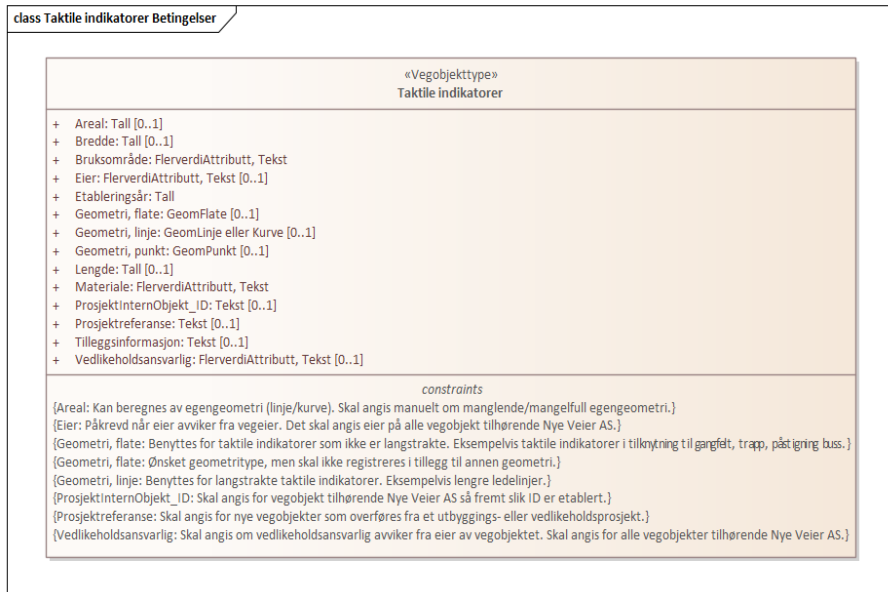 class Taktile indikatorer Betingelser
«Vegobjekttype»
Taktile indikatorer
+ Areal: Tall [0..1]
+ Bredde: Tall [0..1]
+ Bruksområde: FlerverdiAttributt, Tekst
+ Eier: FlerverdiAttributt, Tekst [0..1]
+ Etableringsår: Tall
+ Geometri, flate: GeomFlate [0..1]
+ Geometri, linje: GeomLinje eller Kurve [0..1]
+ Geometri, punkt: GeomPunkt [0..1]
+ Lengde: Tall [0..1]
+ Materiale: FlerverdiAttributt, Tekst
+ ProsjektInternObjekt_ID: Tekst [0..1]
+ Prosjektreferanse: Tekst [0..1]
+ Tilleggsinformasjon: Tekst [0..1]
+ Vedlikeholdsansvarlig: FlerverdiAttributt, Tekst [0..1]
constraints
{Areal: Kan beregnes av egengeometri (linje/kurve). Skal angis manuelt om manglende/mangelfull egengeometri.}
{Eier: Påkrevd når eier avviker fra vegeier. Det skal angis eier på alle vegobjekt tilhørende Nye Veier AS.}
{Geometri, flate: Benyttes for taktile indikatorer som ikke er langstrakte. Eksempelvis taktile indikatorer i tilknytning til gangfelt, trapp, påstigning buss.}
{Geometri, flate: Ønsket geometritype, men skal ikke registreres i tillegg til annen geometri.}
{Geometri, linje: Benyttes for langstrakte taktile indikatorer. Eksempelvis lengre ledelinjer.}
{ProsjektInternObjekt_ID: Skal angis for vegobjekt tilhørende Nye Veier AS så fremt slik ID er etablert.}
{Prosjektreferanse: Skal angis for nye vegobjekter som overføres fra et utbyggings- eller vedlikeholdsprosjekt.}
{Vedlikeholdsansvarlig: Skal angis om vedlikeholdsansvarlig avviker fra eier av vegobjektet. Skal angis for alle vegobjekter tilhørende Nye Veier AS.}